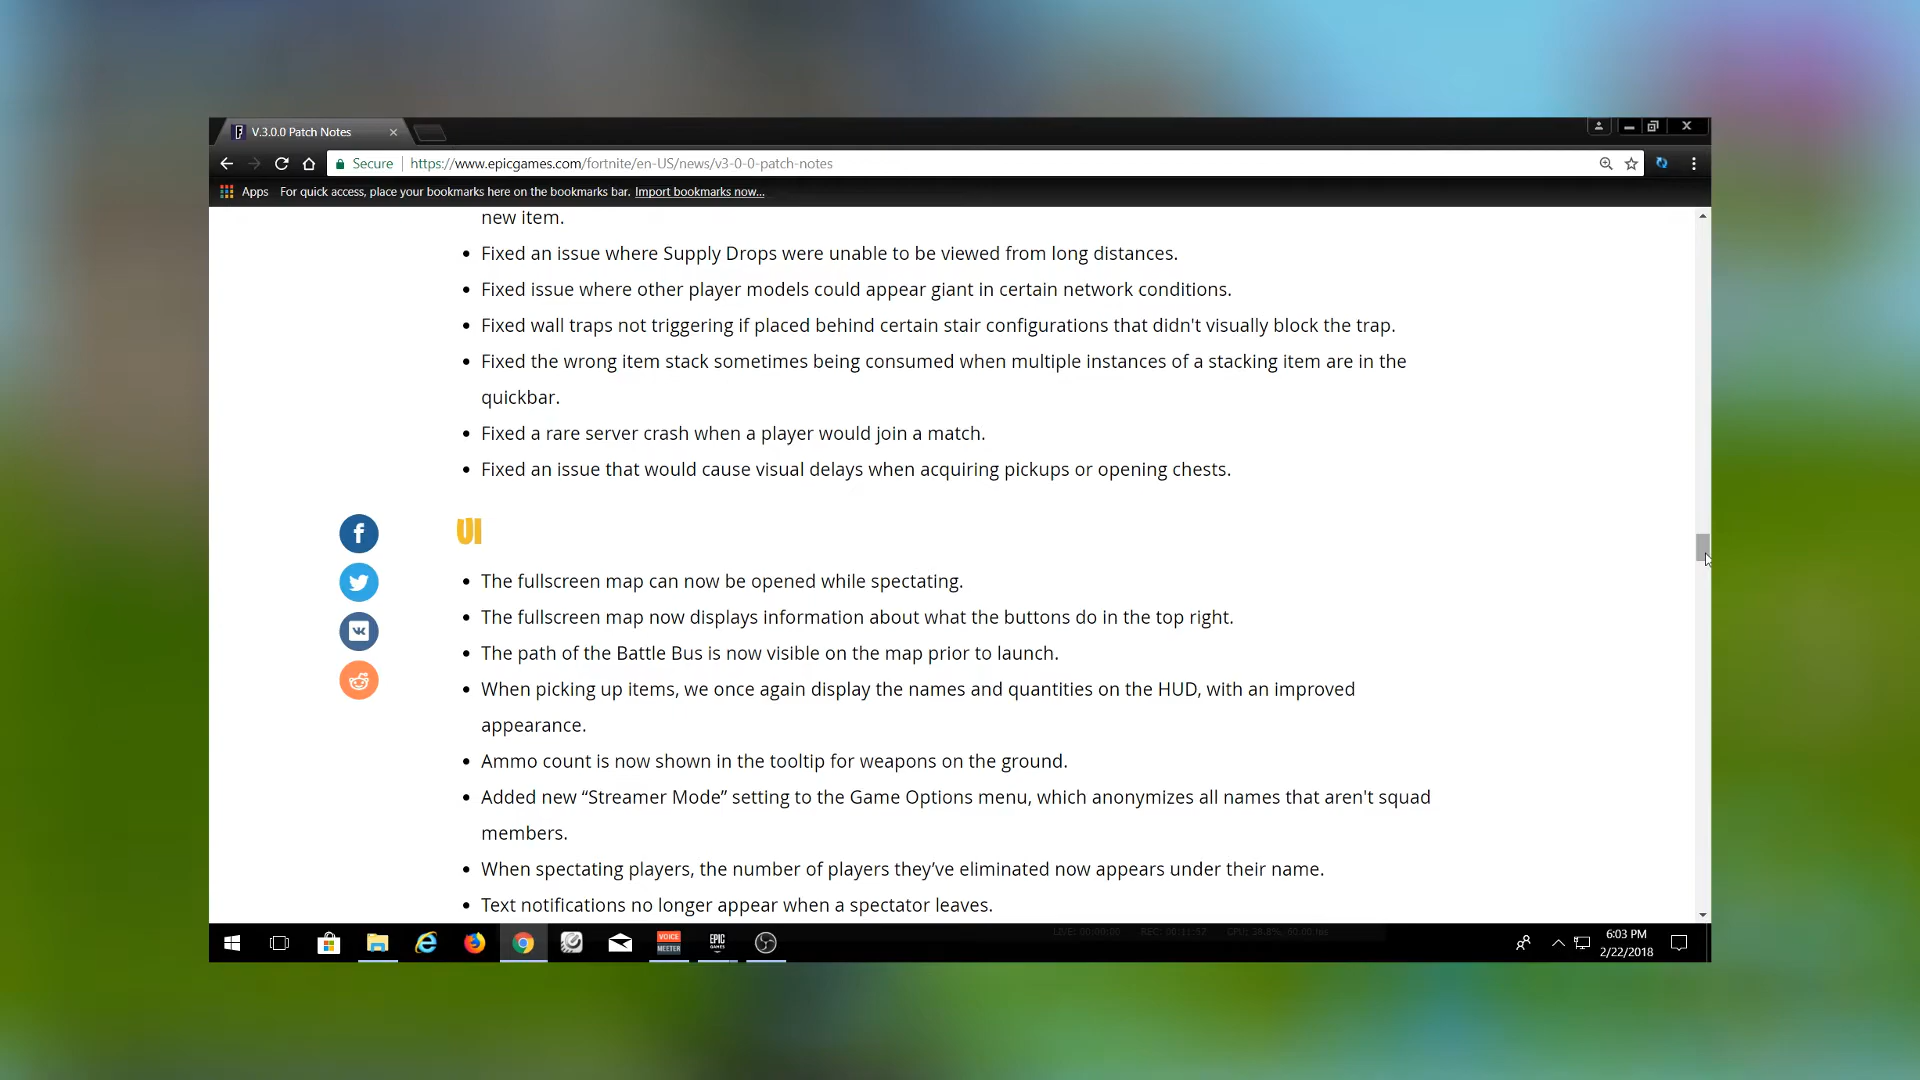 V.3.0.0 Patch Notes
Secure
https://www.epicgames.com/fortnite/en-US/news/v3-0-0-patch-notes
Apps
For quick access, place your bookmarks here on the bookmarks bar. Import bookmarks now...
new item.
• Fixed an issue where Supply Drops were unable to be viewed from long distances.
• Fixed issue where other player models could appear giant in certain network conditions.
• Fixed wall traps not triggering if placed behind certain stair configurations that didn't visually block the trap.
• Fixed the wrong item stack sometimes being consumed when multiple instances of a stacking item are in the
quickbar.
• Fixed a rare server crash when a player would join a match.
• Fixed an issue that would cause visual delays when acquiring pickups or opening chests.
UI
• The fullscreen map can now be opened while spectating.
• The fullscreen map now displays information about what the buttons do in the top right.
• The path of the Battle Bus is now visible on the map prior to launch.
• When picking up items, we once again display the names and quantities on the HUD, with an improved
appearance.
• Ammo count is now shown in the tooltip for weapons on the ground.
• Added new “Streamer Mode” setting to the Game Options menu, which anonymizes all names that aren't squad
members.
• When spectating players, the number of players they’ve eliminated now appears under their name.
• Text notifications no longer appear when a spectator leaves.
VOICE
MEETER
EPIC
GAMES
LIVE: 00:00:00
6:03 PM
2/22/2018